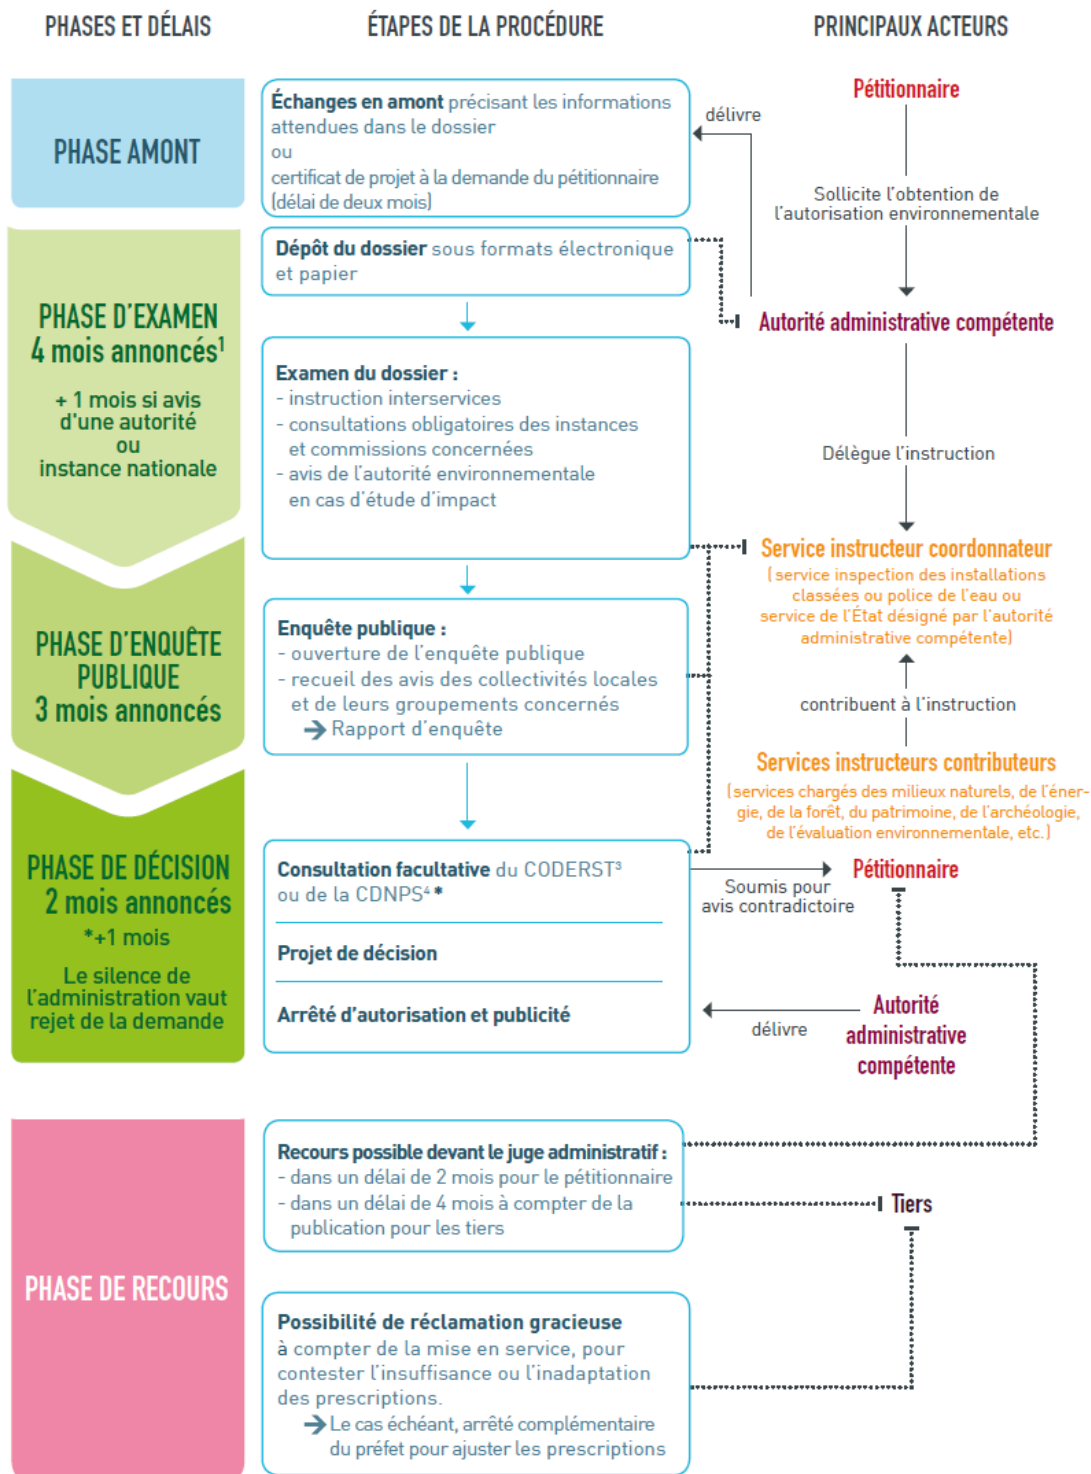 PHASES ET DÉLAIS
ÉTAPES DE LA PROCÉDURE
PRINCIPAUX ACTEURS
PHASE AMONT
Échanges en amont précisant les informations
attendues dans le dossier
ou
certificat de projet à la demande du pétitionnaire
(délai de deux mois)
délivre
Pétitionnaire
Sollicite l'obtention de
l'autorisation environnementale
PHASE D'EXAMEN
4 mois annoncés¹
+ 1 mois si avis
d'une autorité
ou
instance nationale
Dépôt du dossier sous formats électronique
et papier
Autorité administrative compétente
Examen du dossier :
- instruction interservices
- consultations obligatoires des instances
et commissions concernées
- avis de l'autorité environnementale
en cas d'étude d'impact
Délègue l'instruction
Service instructeur coordonnateur
(service inspection des installations
classées ou police de l'eau ou
service de l'État désigné par l'autorité
administrative compétente)
PHASE D'ENQUÊTE
PUBLIQUE
3 mois annoncés
Enquête publique :
- ouverture de l'enquête publique
- recueil des avis des collectivités locales
et de leurs groupements concernés
→ Rapport d'enquête
contribuent à l'instruction
Services instructeurs contributeurs
(services chargés des milieux naturels, de l'éner-
gie, de la forêt, du patrimoine, de l'archéologie,
de l'évaluation environnementale, etc.)
PHASE DE DÉCISION
2 mois annoncés
*+1 mois
Le silence de
l'administration vaut
rejet de la demande
Consultation facultative du CODERST³
ou de la CDNPS⁴ *
Projet de décision
Arrêté d'autorisation et publicité
Soumis pour
avis contradictoire
Pétitionnaire
délivre
Autorité
administrative
compétente
PHASE DE RECOURS
Recours possible devant le juge administratif :
- dans un délai de 2 mois pour le pétitionnaire
- dans un délai de 4 mois à compter de la
publication pour les tiers
Tiers
Possibilité de réclamation gracieuse
à compter de la mise en service, pour
contester l'insuffisance ou l'inadaptation
des prescriptions.
→ Le cas échéant, arrêté complémentaire
du préfet pour ajuster les prescriptions